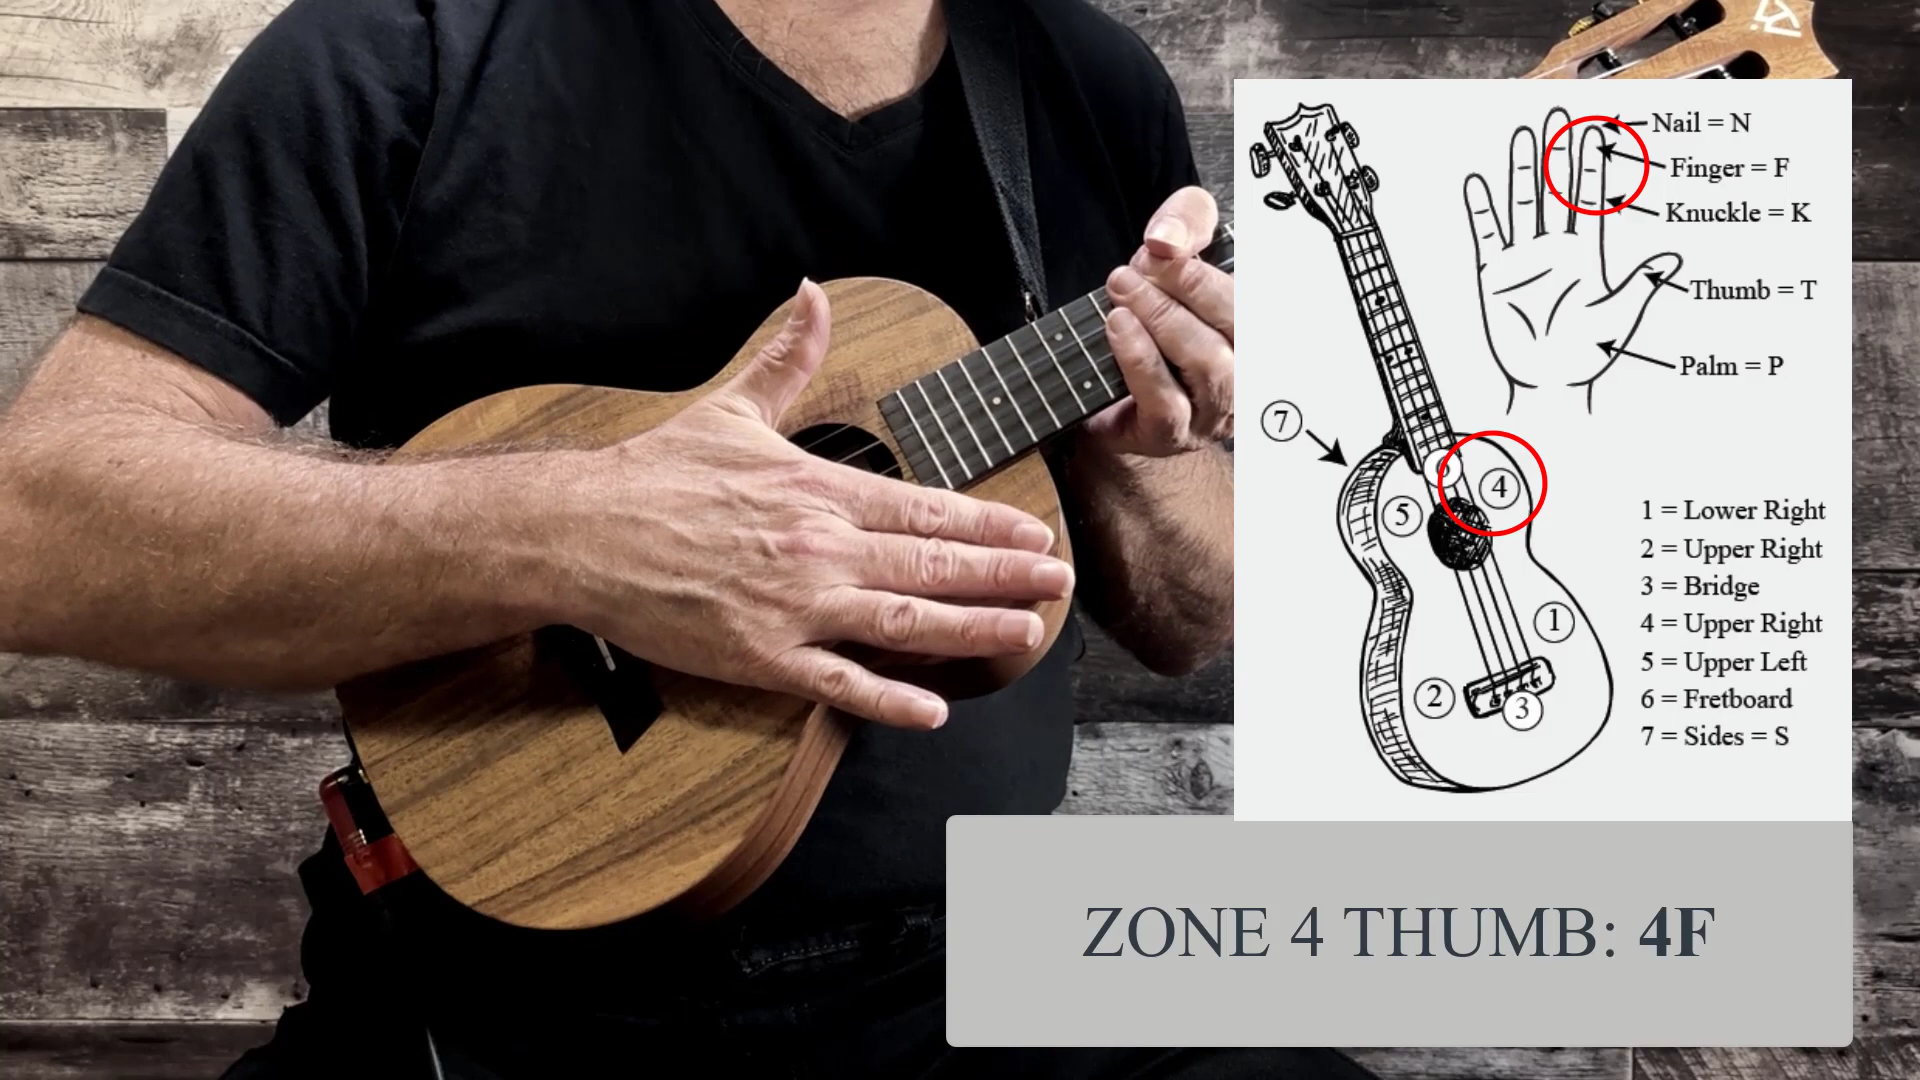 Nail = N
Finger = F
Knuckle = K
Thumb = T
Palm = P
7
4
5
1
2
3
1 = Lower Right
2 = Upper Right
3 = Bridge
4 = Upper Right
5 = Upper Left
6 = Fretboard
7 = Sides = S
ZONE 4 THUMB: 4F